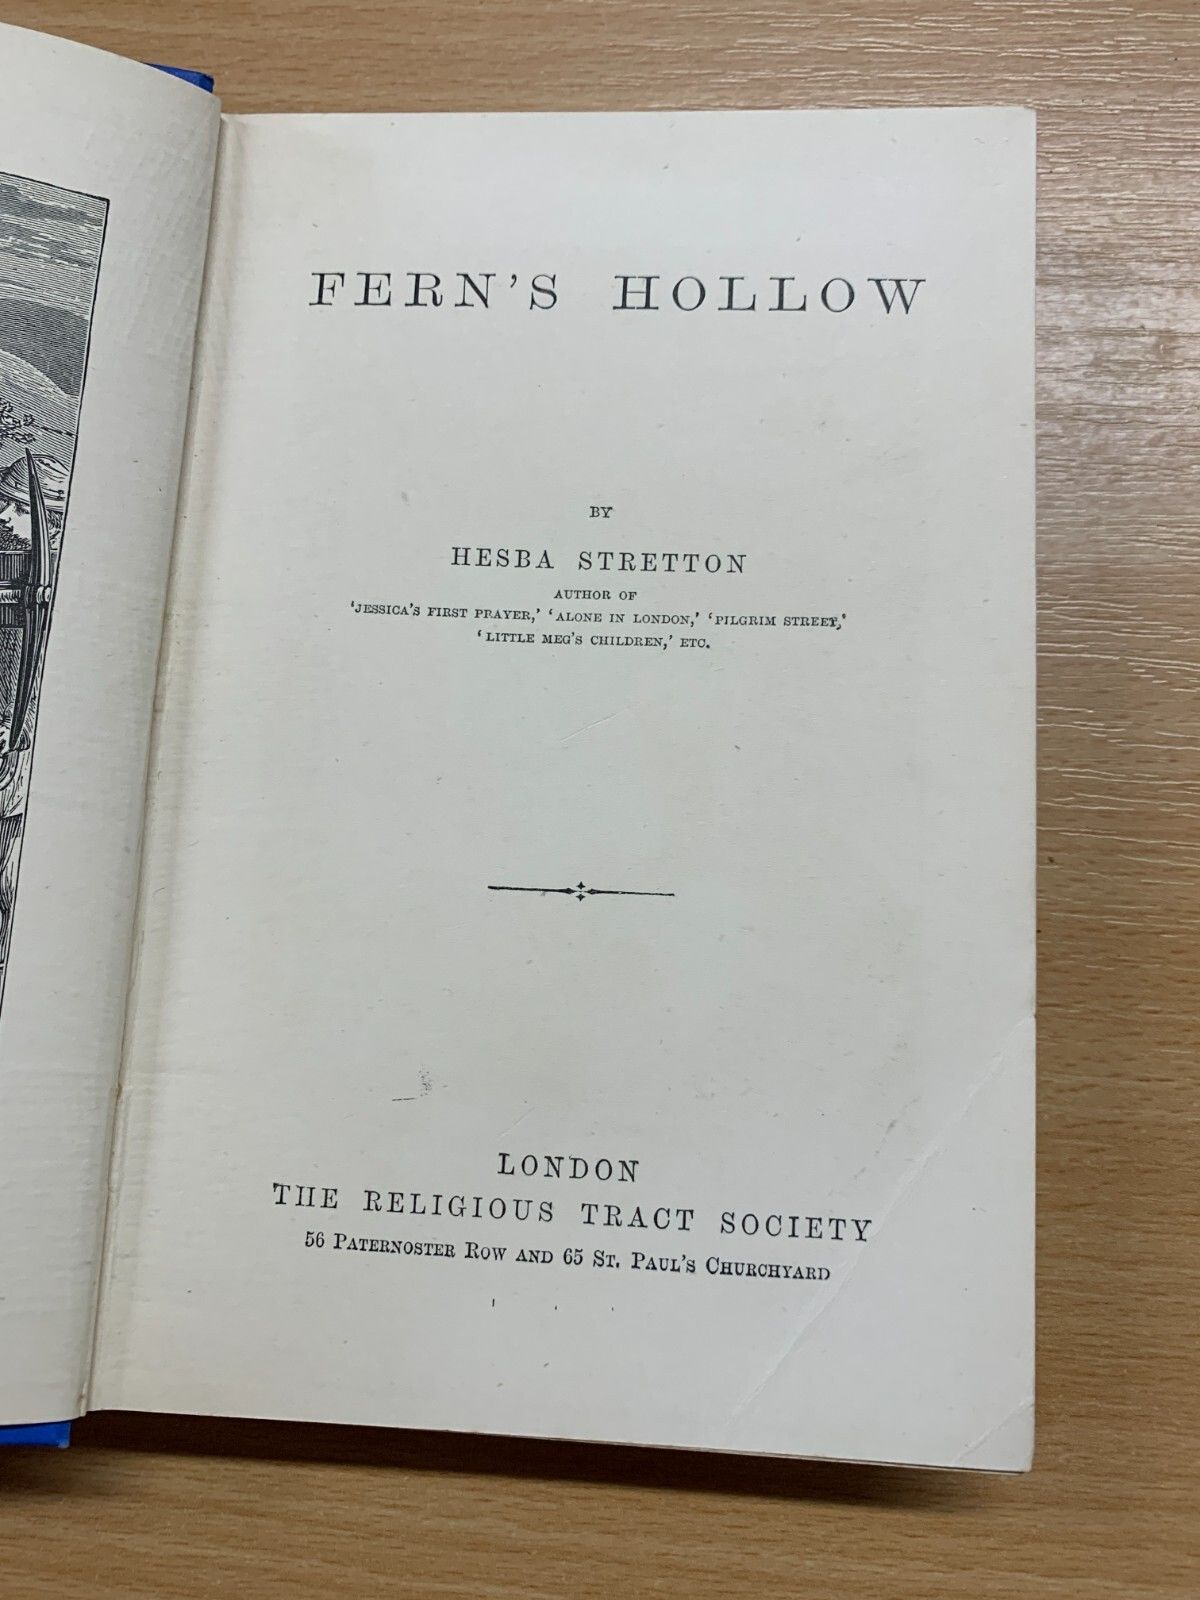 FERN'S HOLLOW
BY
HESBA STRETTON
AUTHOR OF
'JESSICA'S FIRST PRAYER,' 'ALONE IN LONDON,' 'PILGRIM STREET,'
'LITTLE MEG'S CHILDREN,' ETC.
LONDON
THE RELIGIOUS TRACT SOCIETY
56 PATERNOSTER ROW AND 65 ST. PAUL'S CHURCHYARD